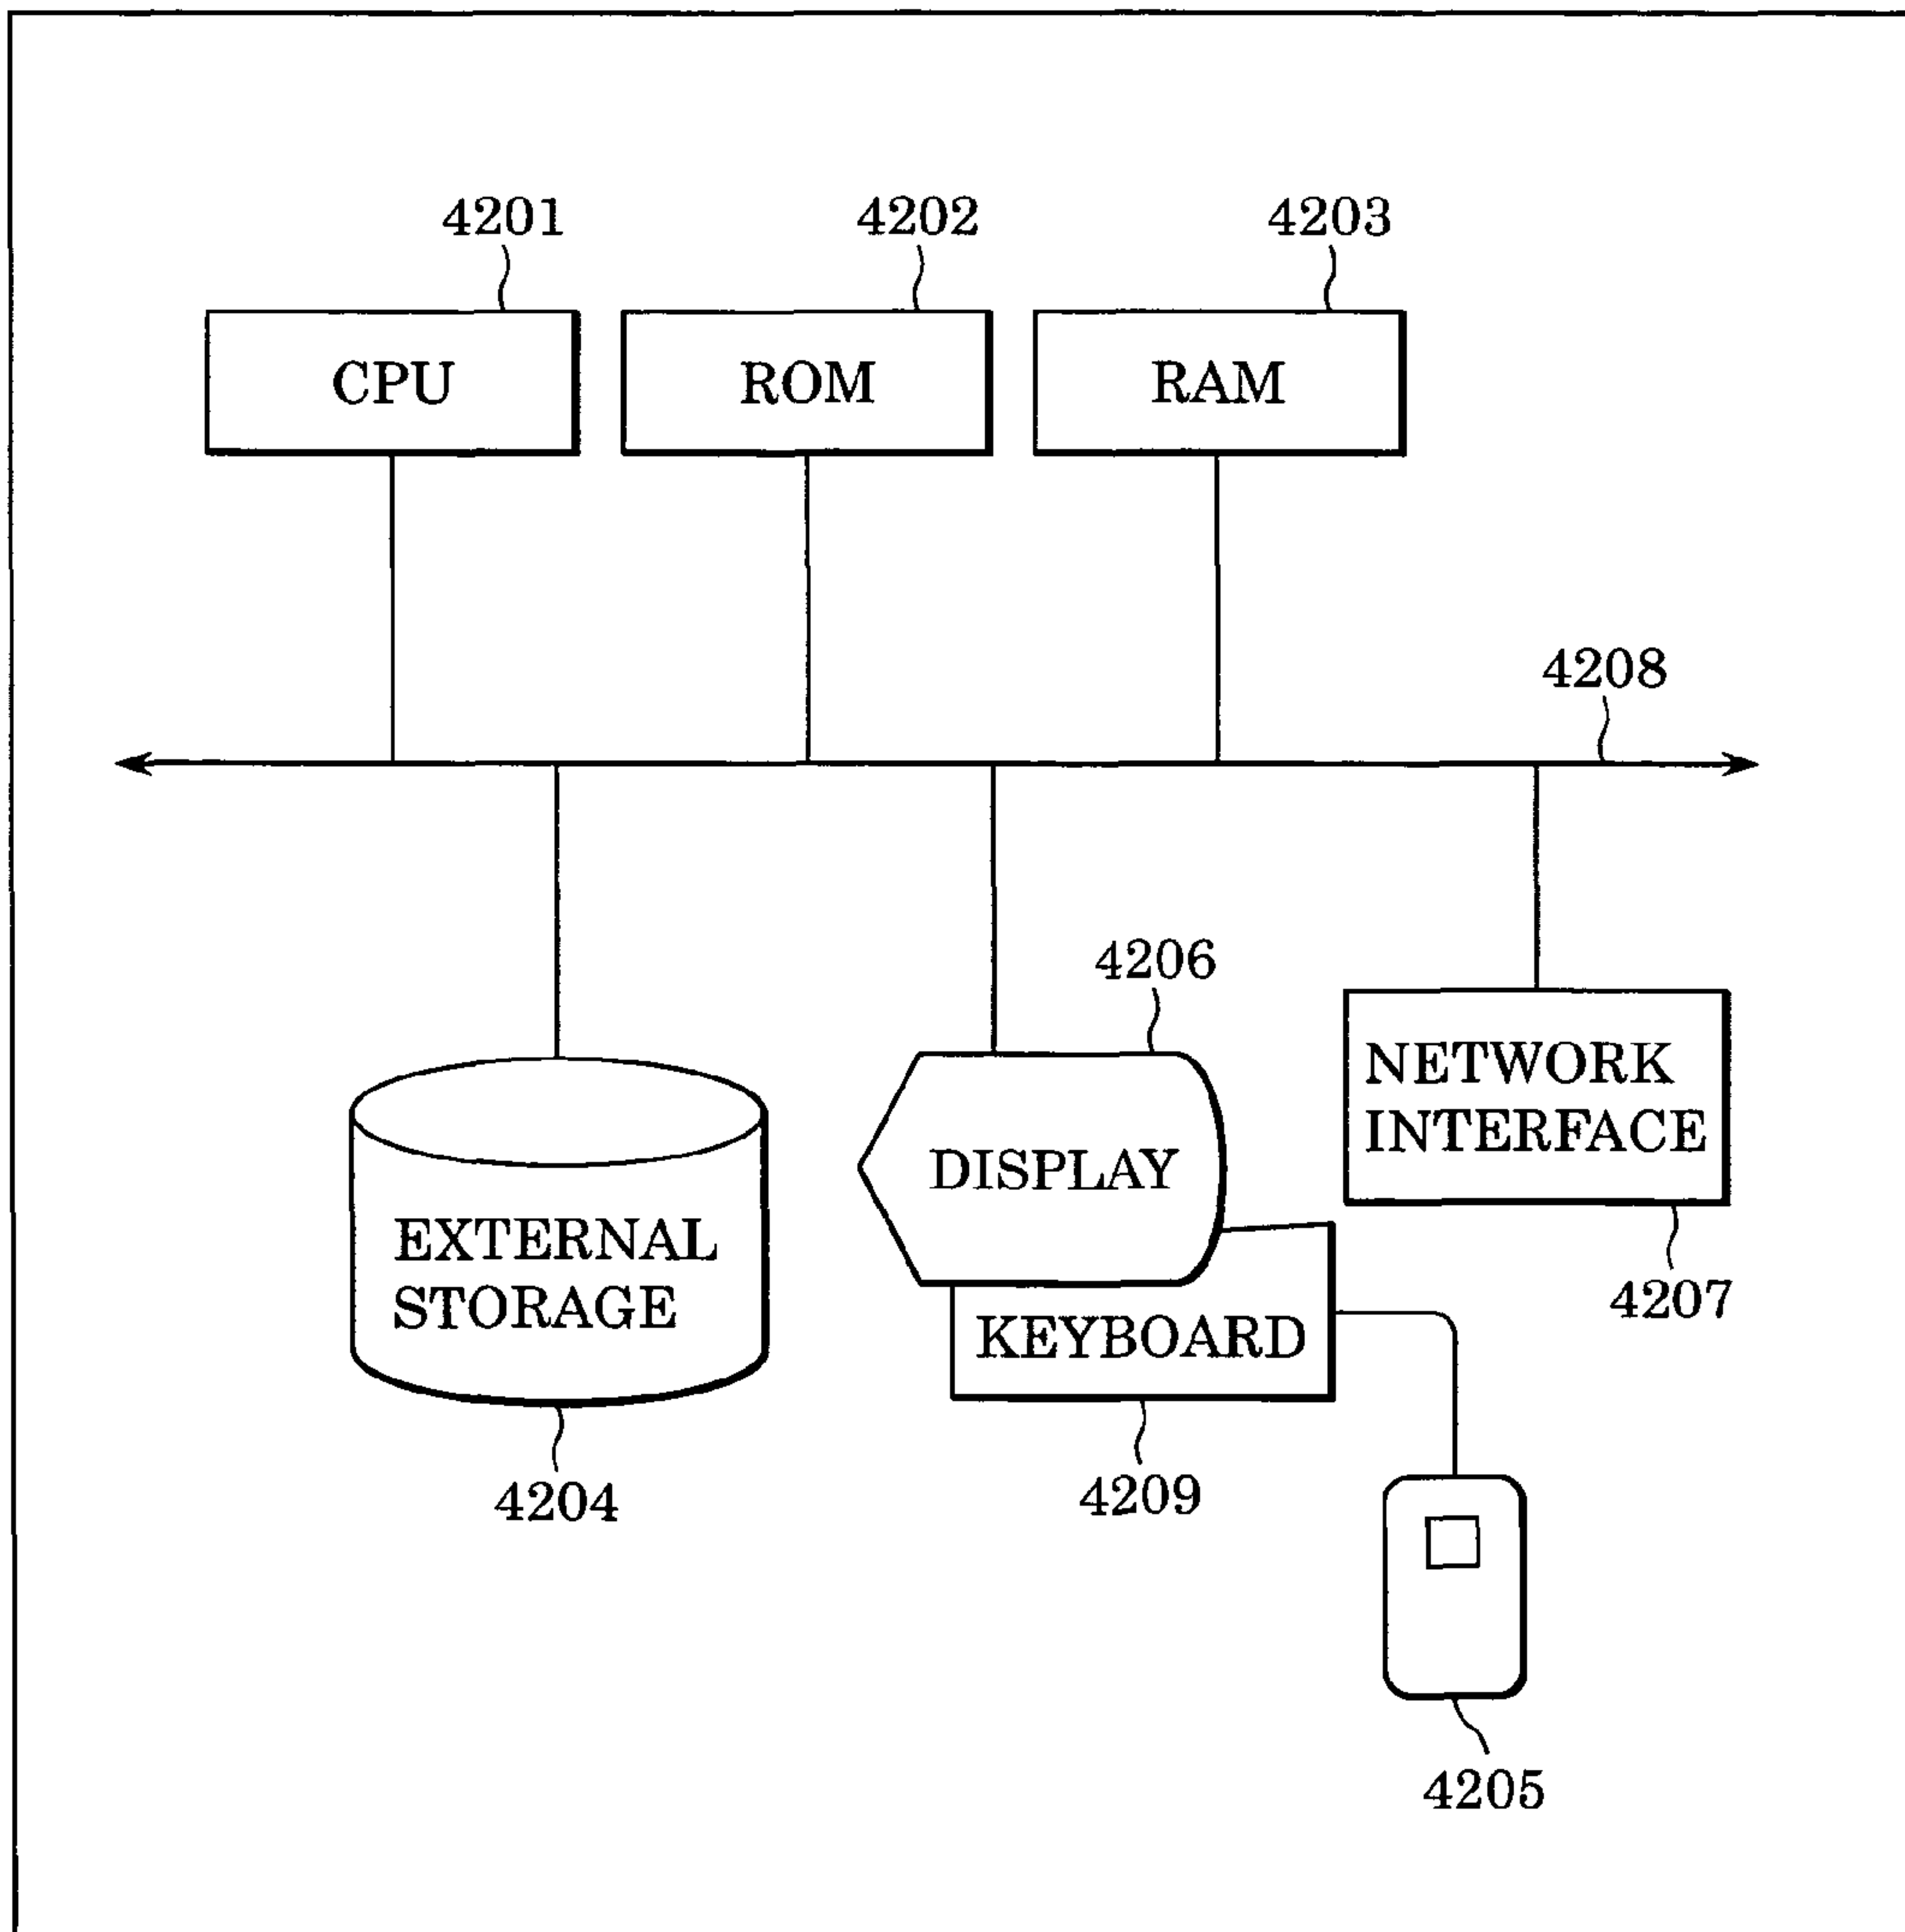 4201
4202
4203
CPU
ROM
RAM
4208
4206
NETWORK
INTERFACE
DISPLAY
EXTERNAL
STORAGE
4207
KEYBOARD
4204
4209
4205